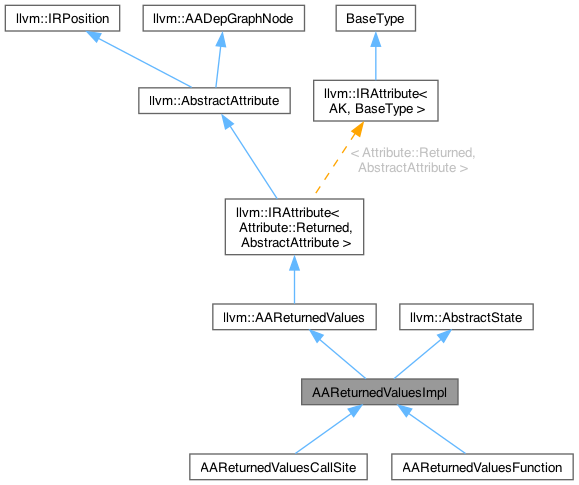 llvm::IRPosition
llvm::AADepGraphNode
BaseType
llvm::AbstractAttribute
llvm::IRAttribute<
AK, BaseType >
< Attribute::Returned,
AbstractAttribute >
llvm::IRAttribute<
Attribute::Returned,
AbstractAttribute >
llvm::AAReturnedValues
llvm::AbstractState
AAReturnedValuesImpl
AAReturnedValuesCallSite
AAReturnedValuesFunction